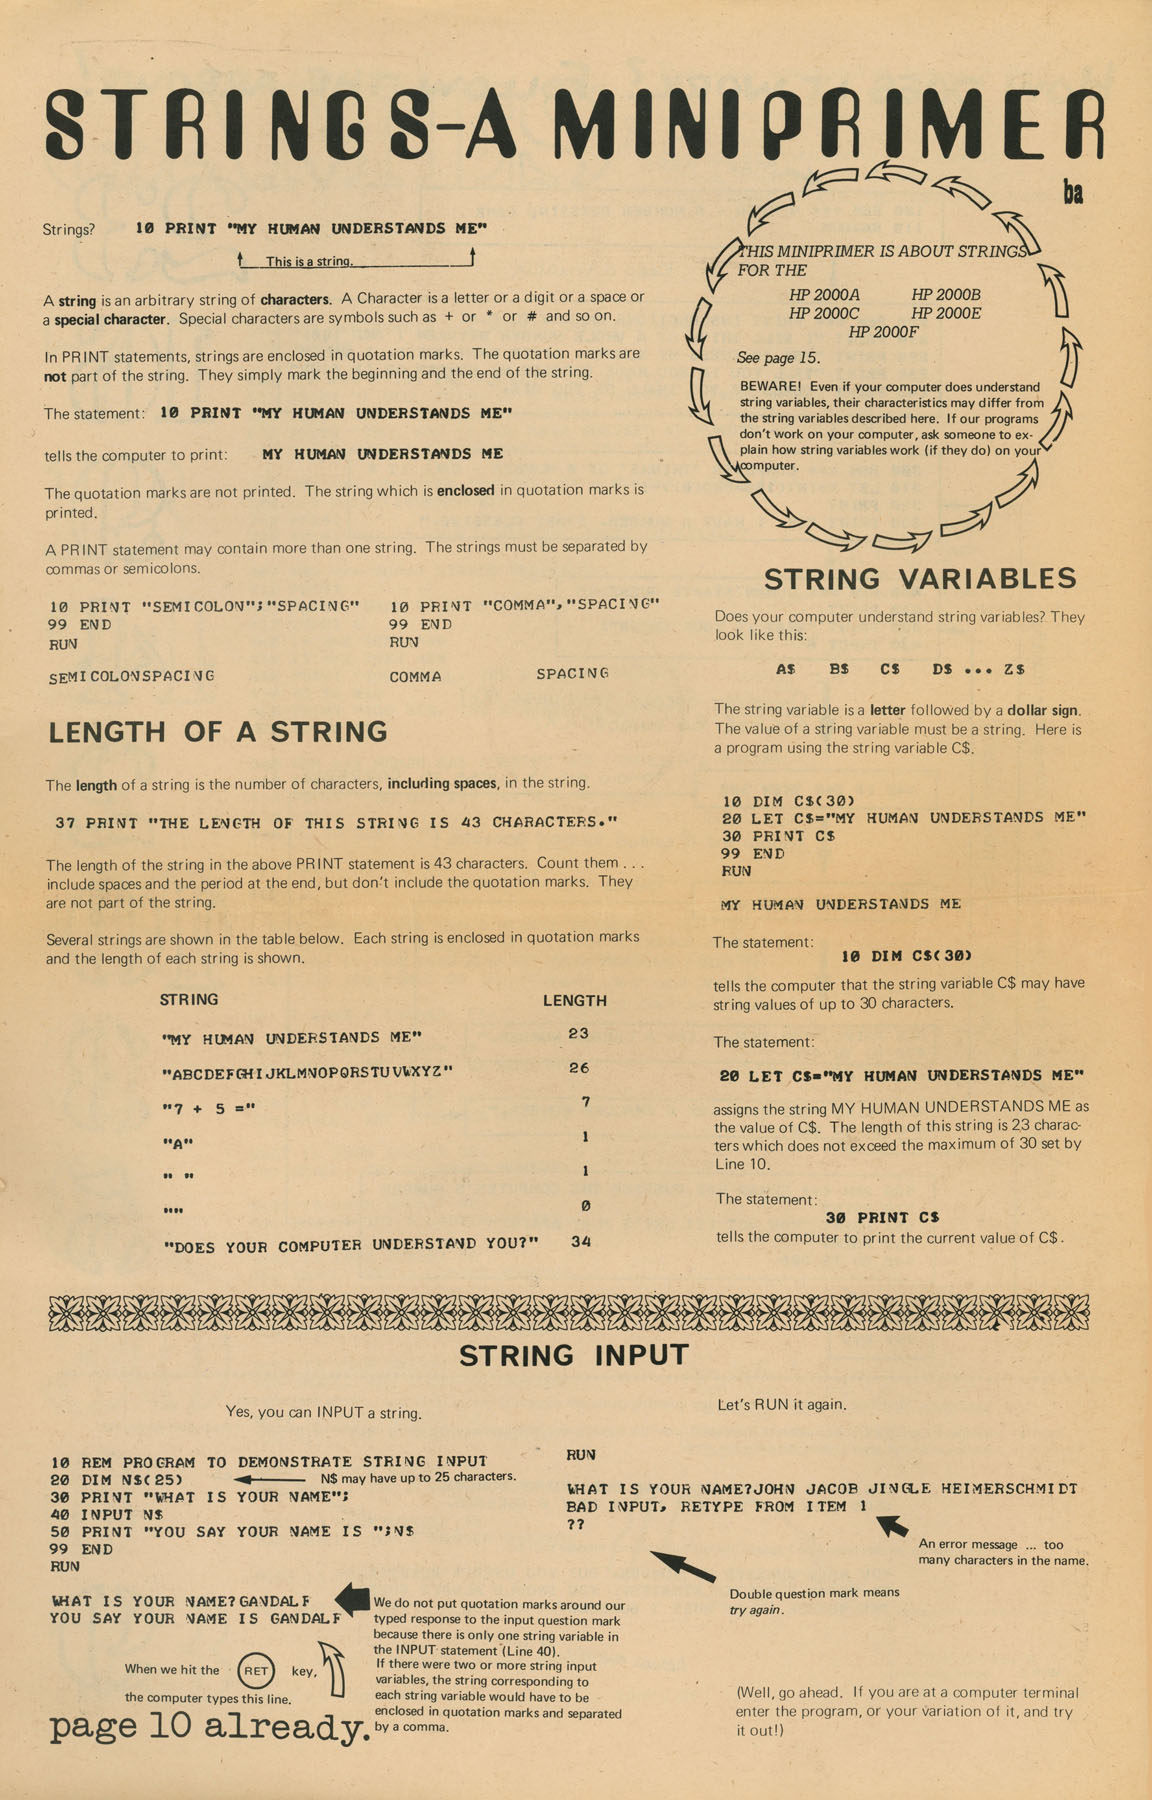 STRINGS-A MINIPRIMER
ba
Strings? 10 PRINT "MY HUMAN UNDERSTANDS ME"
This is a string.
A string is an arbitrary string of characters. A Character is a letter or a digit or a space or
a special character. Special characters are symbols such as + or * or # and so on.
In PRINT statements, strings are enclosed in quotation marks. The quotation marks are
not part of the string. They simply mark the beginning and the end of the string.
The statement: 10 PRINT "MY HUMAN UNDERSTANDS ME"
tells the computer to print: MY HUMAN UNDERSTANDS ME
The quotation marks are not printed. The string which is enclosed in quotation marks is
printed.
A PRINT statement may contain more than one string. The strings must be separated by
commas or semicolons.
10 PRINT "SEMICOLON";"SPACING"
99 END
RUN
SEMICOLONSPACING
10 PRINT "COMMA","SPACING"
99 END
RUN
COMMA SPACING
LENGTH OF A STRING
The length of a string is the number of characters, including spaces, in the string.
37 PRINT "THE LENGTH OF THIS STRING IS 43 CHARACTERS."
The length of the string in the above PRINT statement is 43 characters. Count them . . .
include spaces and the period at the end, but don't include the quotation marks. They
are not part of the string.
Several strings are shown in the table below. Each string is enclosed in quotation marks
and the length of each string is shown.
STRING LENGTH
"MY HUMAN UNDERSTANDS ME" 23
"ABCDEFGHIJKLMNOPQRSTUVWXYZ" 26
"7 + 5 =" 7
"A" 1
" " 1
"" 0
"DOES YOUR COMPUTER UNDERSTAND YOU?" 34
THIS MINIPRIMER IS ABOUT STRINGS
FOR THE
HP 2000A HP 2000B
HP 2000C HP 2000E
HP 2000F
See page 15.
BEWARE! Even if your computer does understand
string variables, their characteristics may differ from
the string variables described here. If our programs
don't work on your computer, ask someone to ex-
plain how string variables work (if they do) on your
computer.
STRING VARIABLES
Does your computer understand string variables? They
look like this:
A$ B$ C$ D$ ... Z$
The string variable is a letter followed by a dollar sign.
The value of a string variable must be a string. Here is
a program using the string variable C$.
10 DIM C$(30)
20 LET C$="MY HUMAN UNDERSTANDS ME"
30 PRINT C$
99 END
RUN
MY HUMAN UNDERSTANDS ME
The statement:
10 DIM C$(30)
tells the computer that the string variable C$ may have
string values of up to 30 characters.
The statement:
20 LET C$="MY HUMAN UNDERSTANDS ME"
assigns the string MY HUMAN UNDERSTANDS ME as
the value of C$. The length of this string is 23 charac-
ters which does not exceed the maximum of 30 set by
Line 10.
The statement:
30 PRINT C$
tells the computer to print the current value of C$.
STRING INPUT
Yes, you can INPUT a string.
10 REM PROGRAM TO DEMONSTRATE STRING INPUT
20 DIM N$(25) N$ may have up to 25 characters.
30 PRINT "WHAT IS YOUR NAME";
40 INPUT N$
50 PRINT "YOU SAY YOUR NAME IS ";N$
99 END
RUN
WHAT IS YOUR NAME?GANDALF
YOU SAY YOUR NAME IS GANDALF
When we hit the RET key,
the computer types this line.
We do not put quotation marks around our
typed response to the input question mark
because there is only one string variable in
the INPUT statement (Line 40).
If there were two or more string input
variables, the string corresponding to
each string variable would have to be
enclosed in quotation marks and separated
by a comma.
Let's RUN it again.
RUN
WHAT IS YOUR NAME?JOHN JACOB JINGLE HEIMERSCHMIDT
BAD INPUT, RETYPE FROM ITEM 1
??
An error message ... too
many characters in the name.
Double question mark means
try again.
(Well, go ahead. If you are at a computer terminal
enter the program, or your variation of it, and try
it out!)
page 10 already.